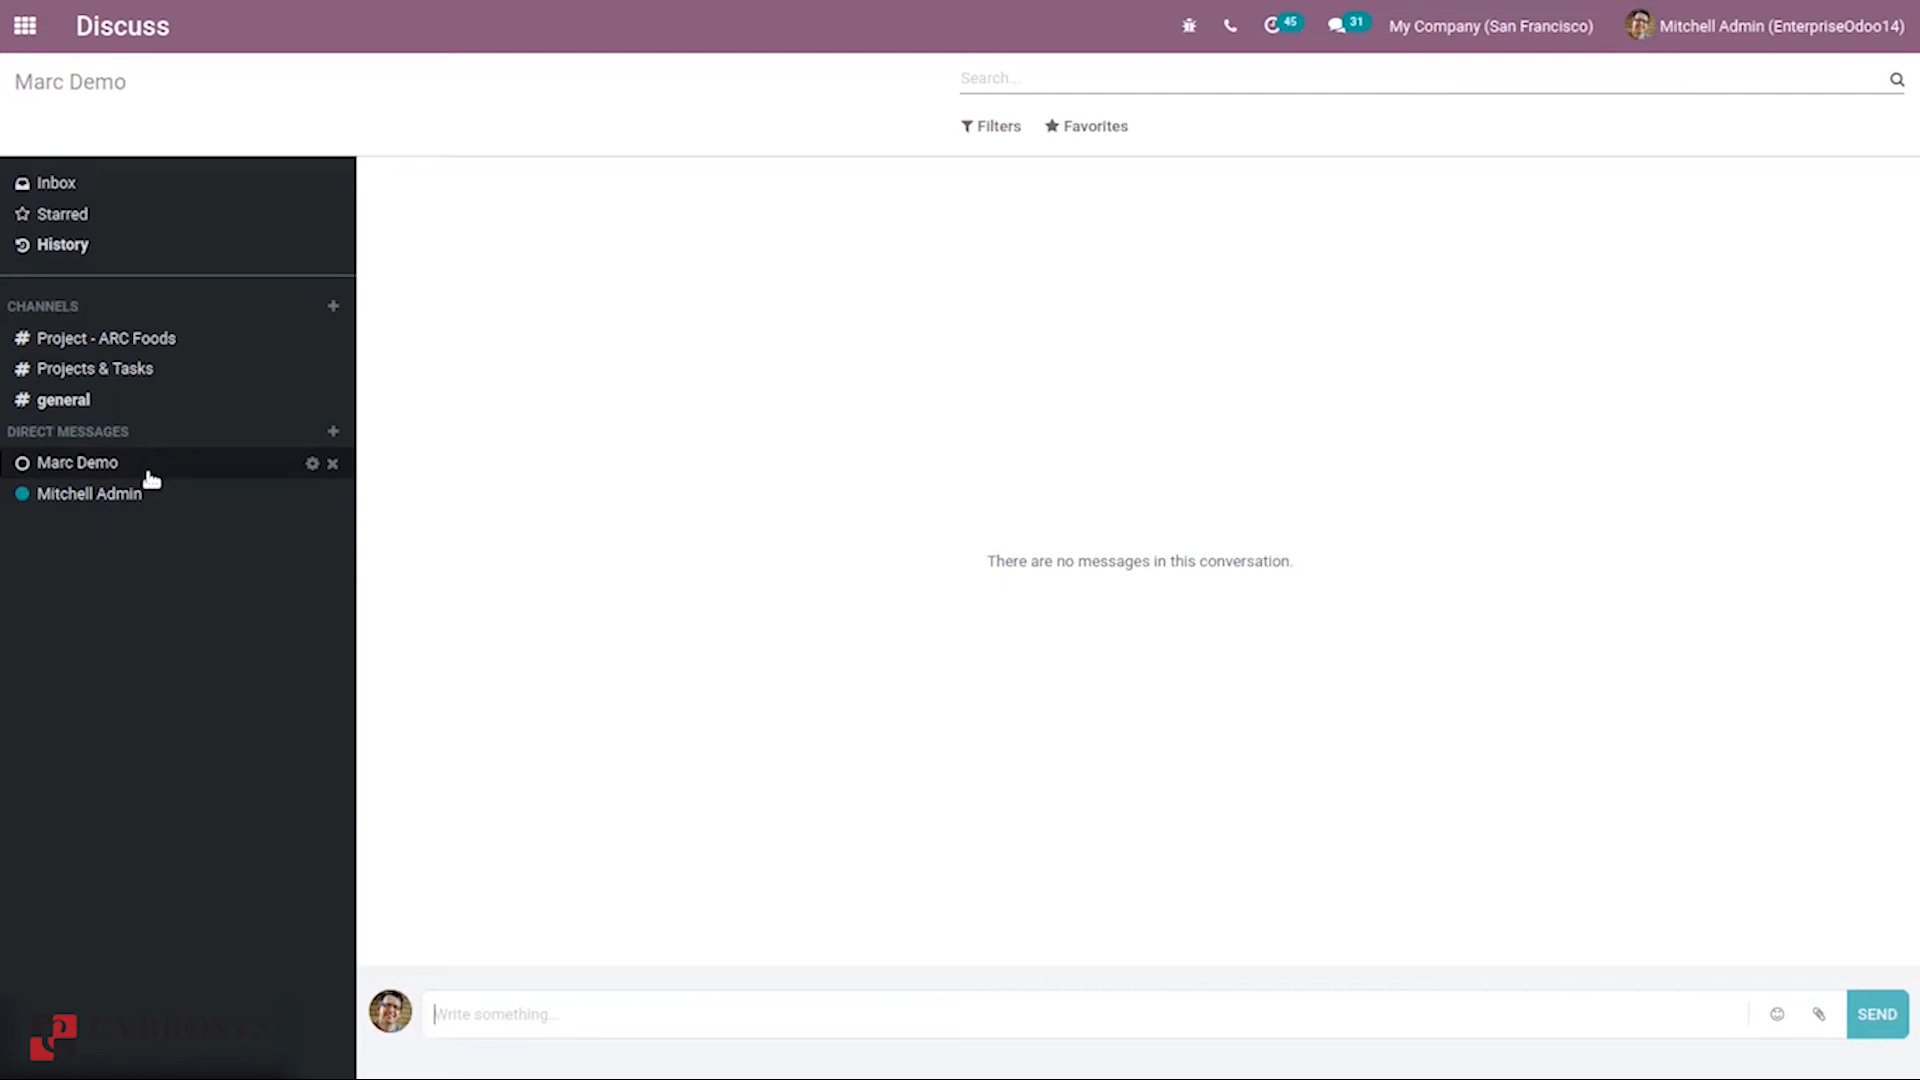 Discuss
45
31
My Company (San Francisco)
Mitchell Admin (EnterpriseOdoo14)
Marc Demo
Search...
Filters
Favorites
Inbox
Starred
History
CHANNELS
# Project - ARC Foods
# Projects & Tasks
# general
DIRECT MESSAGES
Marc Demo
Mitchell Admin
There are no messages in this conversation.
Write something...
SEND